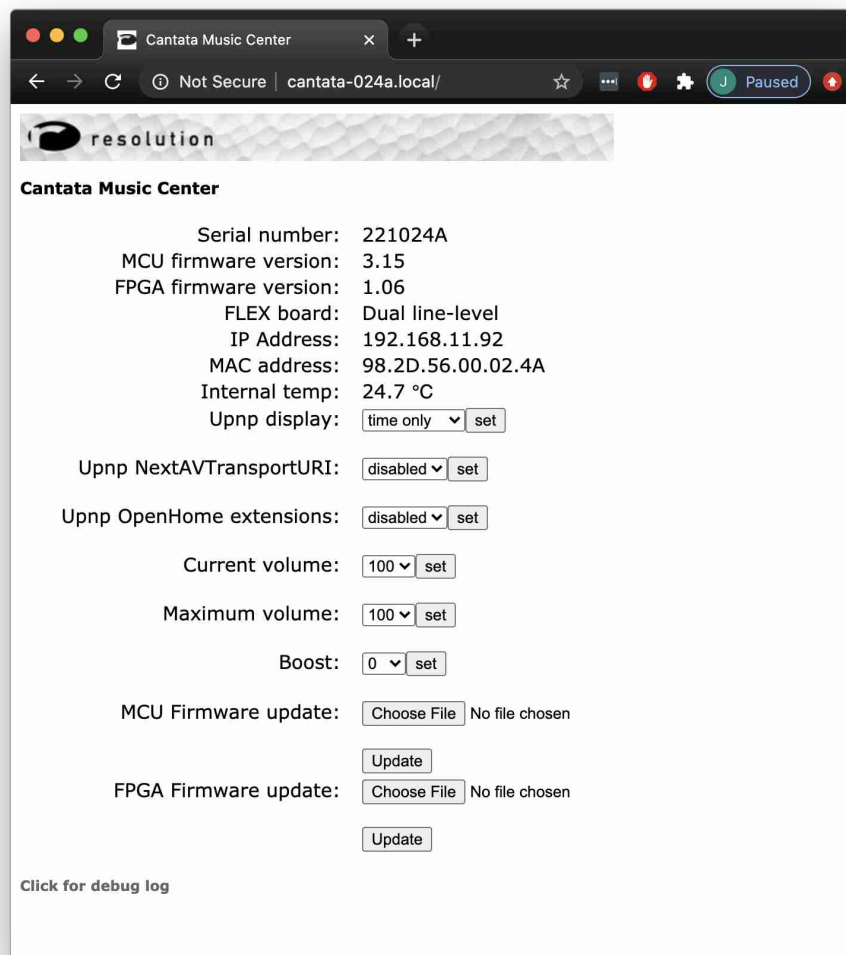 Cantata Music Center
Not Secure cantata-024a.local/ J Paused
resolution
Cantata Music Center
Serial number: 221024A
MCU firmware version: 3.15
FPGA firmware version: 1.06
FLEX board: Dual line-level
IP Address: 192.168.11.92
MAC address: 98.2D.56.00.02.4A
Internal temp: 24.7 °C
Upnp display: time only set
Upnp NextAVTransportURI: disabled set
Upnp OpenHome extensions: disabled set
Current volume: 100 set
Maximum volume: 100 set
Boost: 0 set
MCU Firmware update: Choose File No file chosen
Update
FPGA Firmware update: Choose File No file chosen
Update
Click for debug log